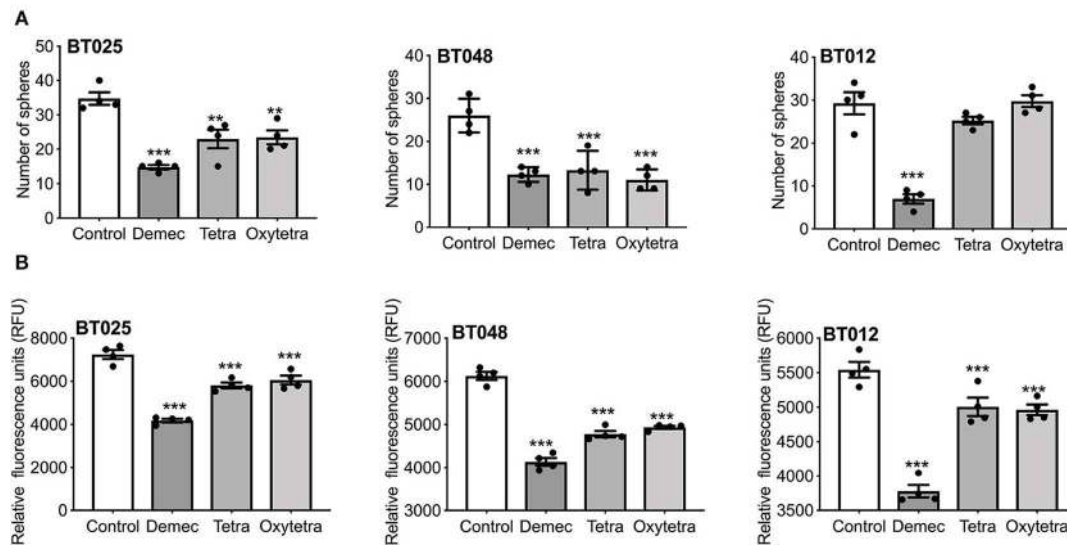 A
BT025
Number of spheres
50
40
30
20
10
0
***
**
**
Control Demec Tetra Oxytetra
BT048
Number of spheres
40
30
20
10
0
***
***
***
Control Demec Tetra Oxytetra
BT012
Number of spheres
40
30
20
10
0
***
Control Demec Tetra Oxytetra
B
BT025
Relative fluorescence units (RFU)
8000
6000
4000
2000
0
***
***
***
Control Demec Tetra Oxytetra
BT048
Relative fluorescence units (RFU)
7000
6000
5000
4000
3000
***
***
***
Control Demec Tetra Oxytetra
BT012
Relative fluorescence units (RFU)
6000
5500
5000
4500
4000
3500
***
***
***
Control Demec Tetra Oxytetra